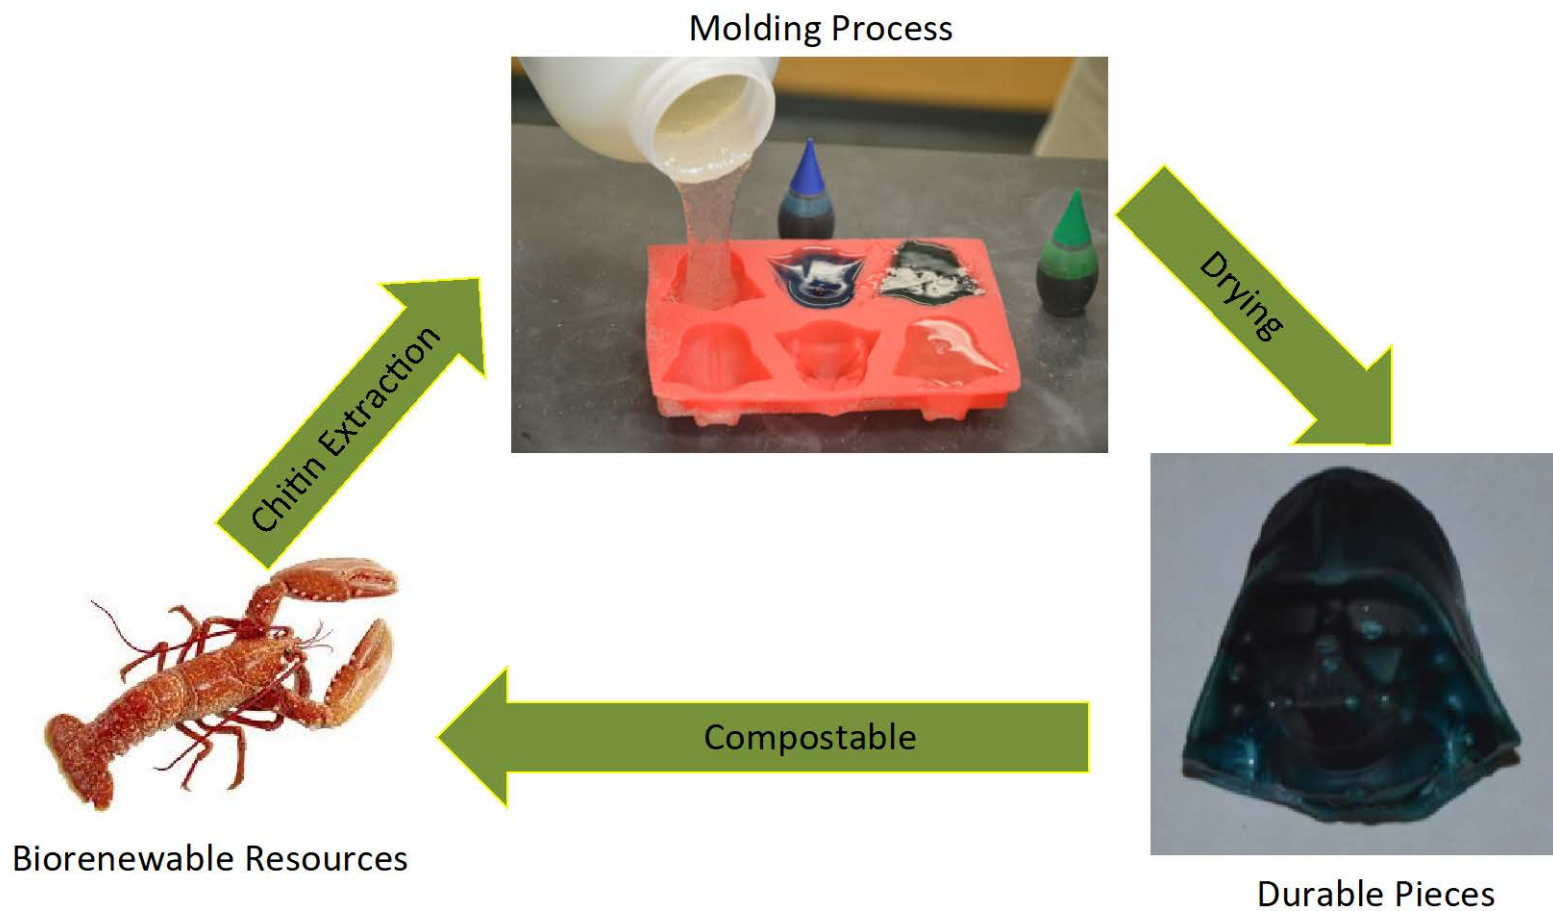 Molding Process
Drying
Chitin Extraction
Compostable
Biorenewable Resources
Durable Pieces